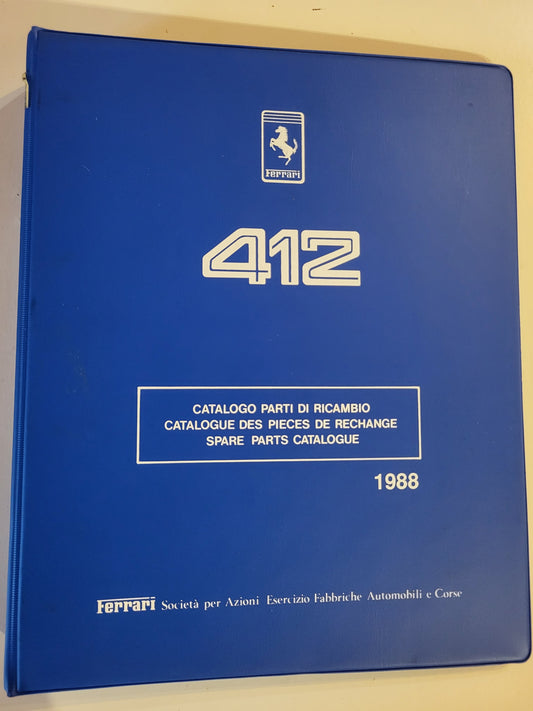 Ferrari
412
CATALOGO PARTI DI RICAMBIO
CATALOGUE DES PIECES DE RECHANGE
SPARE PARTS CATALOGUE
1988
Ferrari Società per Azioni Esercizio Fabbriche Automobili e Corse